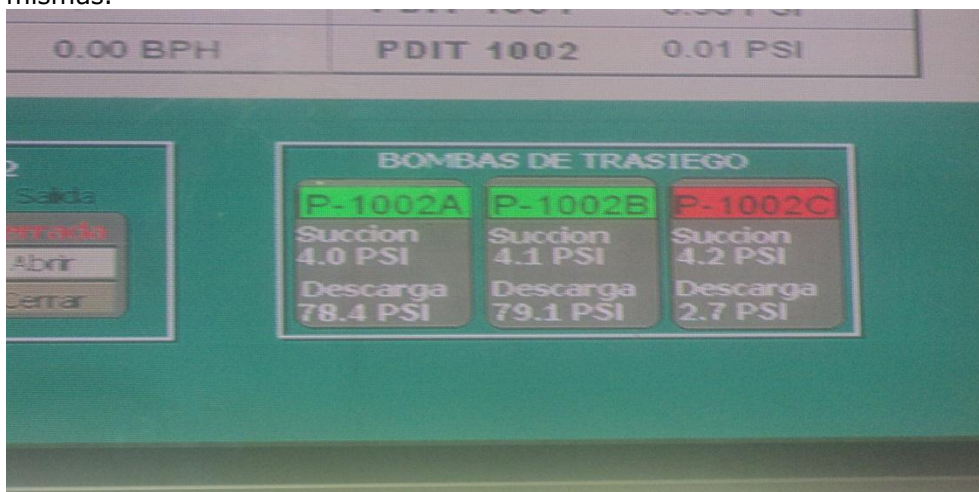 mismas.
0.00 BPH PDIT 1002 0.01 PSI
BOMBAS DE TRASIEGO
Salida
Abrir
Cerrar
P-1002A
Succion
4.0 PSI
Descarga
78.4 PSI
P-1002B
Succion
4.1 PSI
Descarga
79.1 PSI
P-1002C
Succion
4.2 PSI
Descarga
2.7 PSI